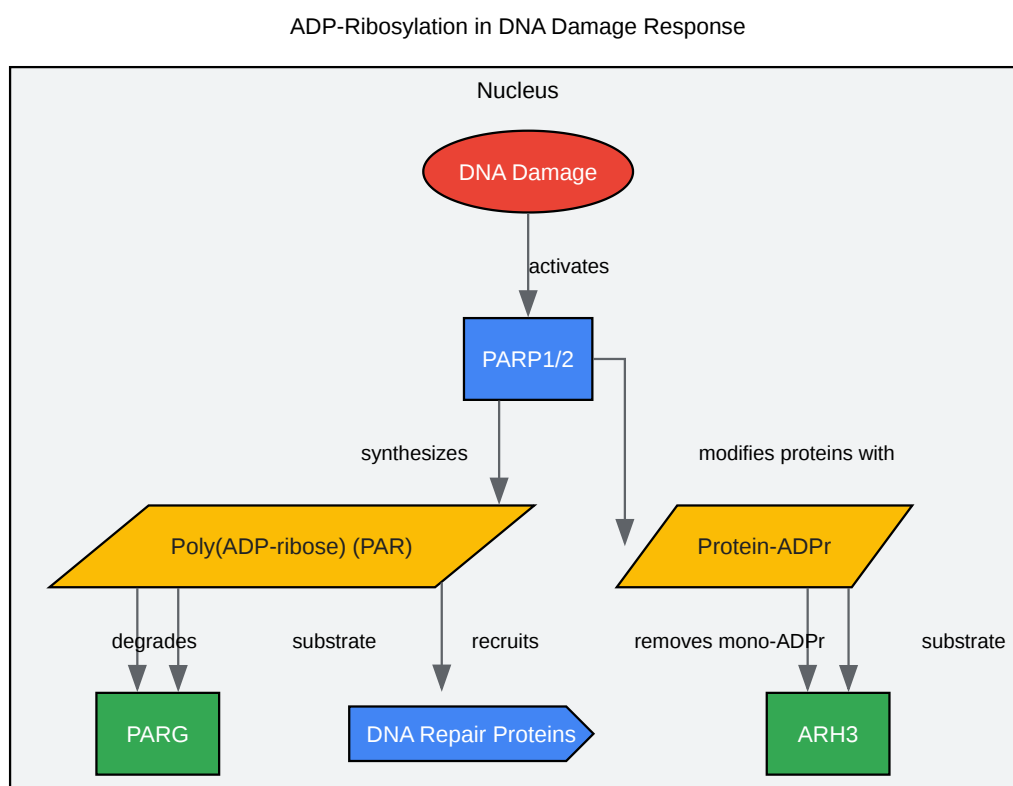 ADP-Ribosylation in DNA Damage Response
Nucleus
DNA Damage
activates
PARP1/2
synthesizes
modifies proteins with
Poly(ADP-ribose) (PAR)
Protein-ADPr
degrades
substrate
recruits
removes mono-ADPr
substrate
PARG
DNA Repair Proteins
ARH3